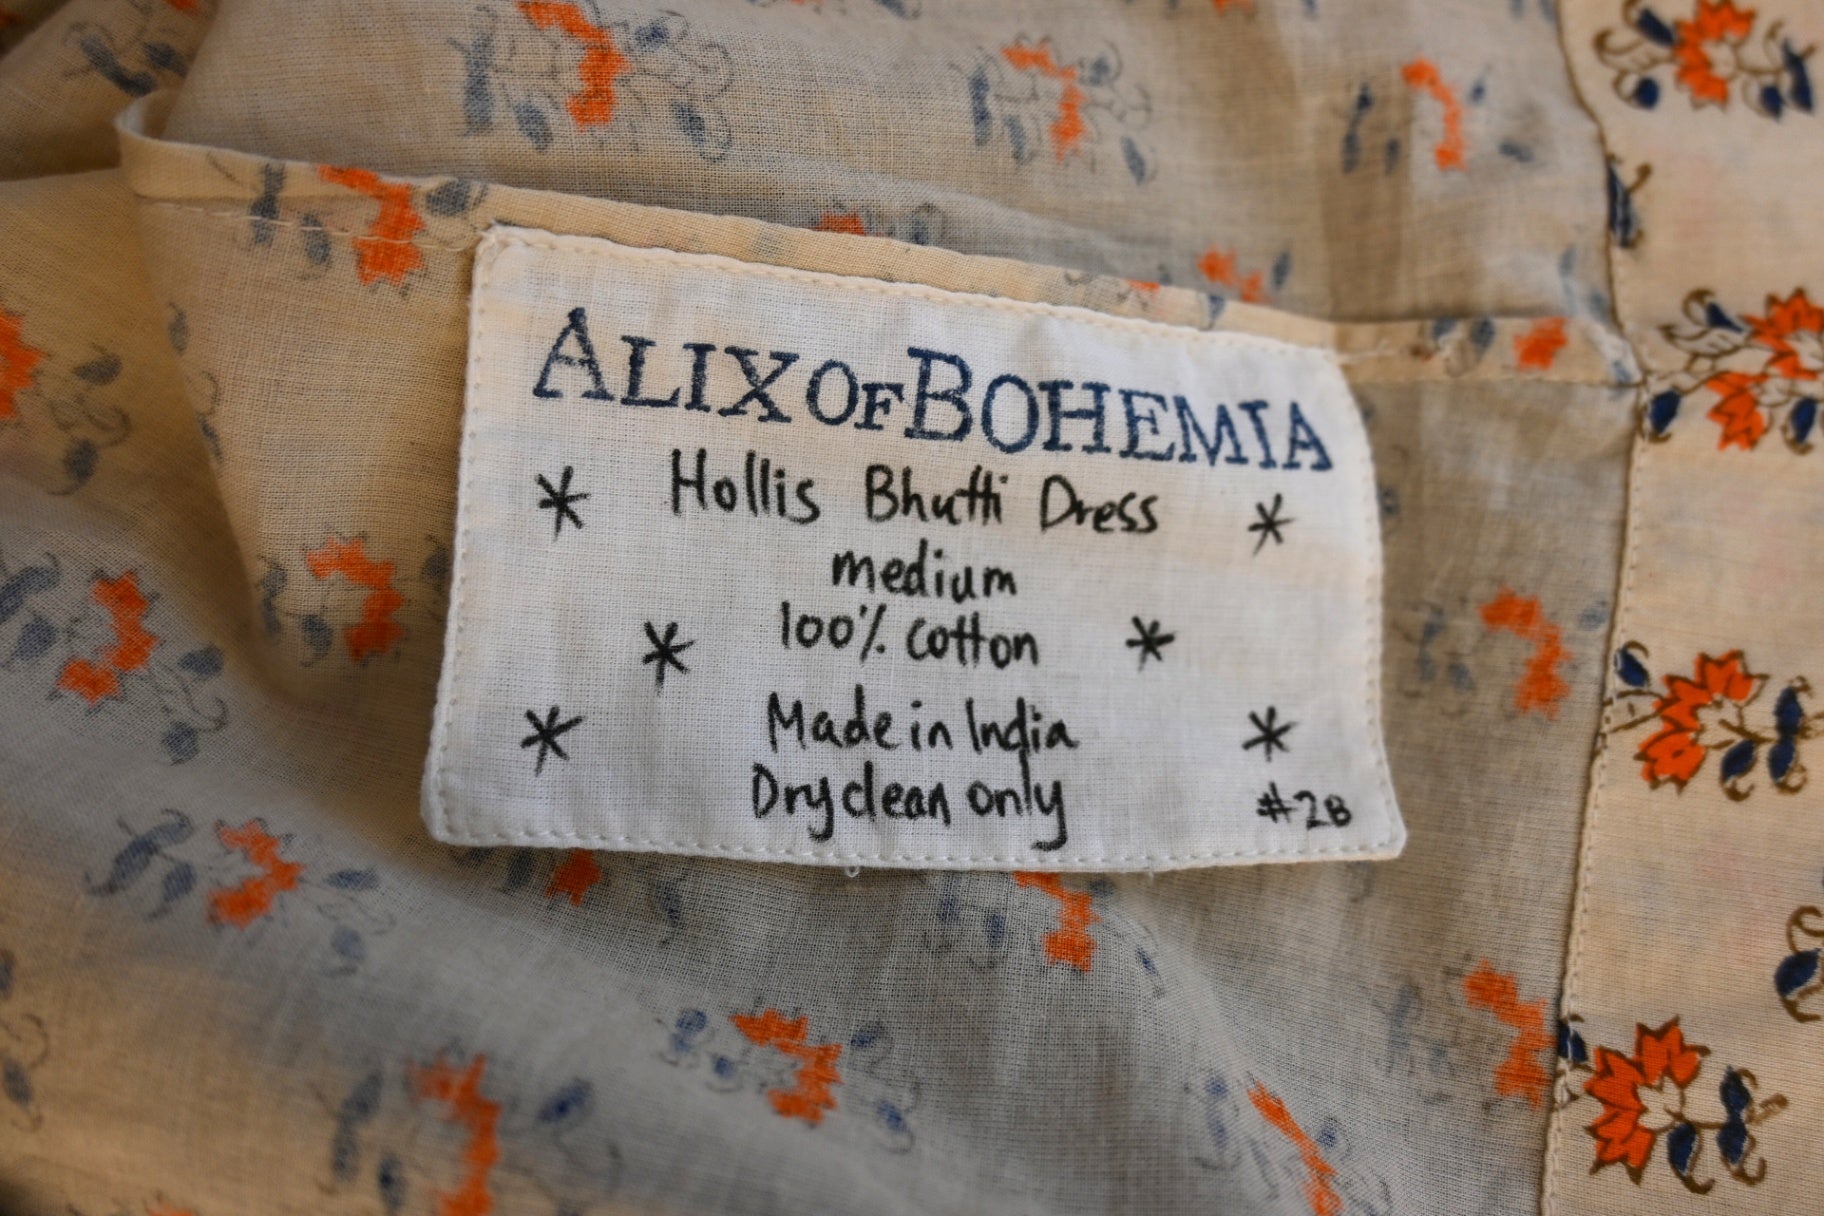 ALIX OF BOHEMIA
* Hollis Bhutti Dress *
medium
* 100% cotton *
* Made in India *
Dry clean only #28